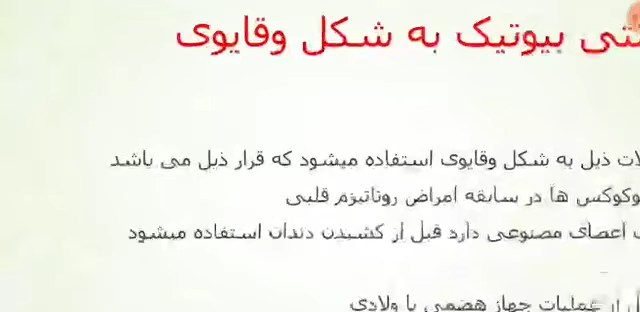 تی بیوتیک به شکل وقایوی
لات ذیل به شکل وقایوی استفاده میشود که قرار ذیل می باشد
وکوکس ها در سابقه امراض روناتیزم قلبی
اعضای مصنوعی دارد قبل از کشیدن دندان استفاده میشود
از عملیات جهاز هضمی یا ولادی